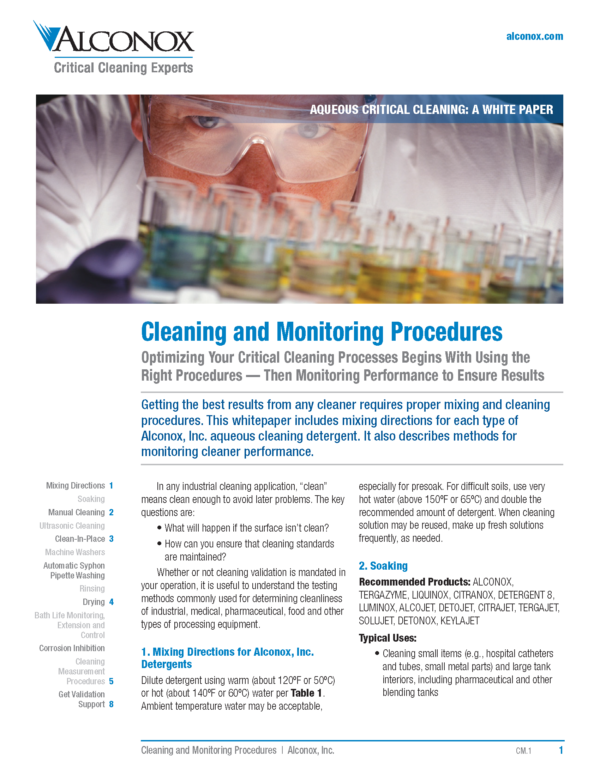 ALCONOX
Critical Cleaning Experts
alconox.com
AQUEOUS CRITICAL CLEANING: A WHITE PAPER
Cleaning and Monitoring Procedures
Optimizing Your Critical Cleaning Processes Begins With Using the
Right Procedures — Then Monitoring Performance to Ensure Results
Getting the best results from any cleaner requires proper mixing and cleaning
procedures. This whitepaper includes mixing directions for each type of
Alconox, Inc. aqueous cleaning detergent. It also describes methods for
monitoring cleaner performance.
Mixing Directions 1
Soaking
Manual Cleaning 2
Ultrasonic Cleaning
Clean-In-Place 3
Machine Washers
Automatic Syphon
Pipette Washing
Rinsing
Drying 4
Bath Life Monitoring,
Extension and
Control
Corrosion Inhibition
Cleaning
Measurement
Procedures 5
Get Validation
Support 8
In any industrial cleaning application, “clean”
means clean enough to avoid later problems. The key
questions are:
• What will happen if the surface isn’t clean?
• How can you ensure that cleaning standards
are maintained?
Whether or not cleaning validation is mandated in
your operation, it is useful to understand the testing
methods commonly used for determining cleanliness
of industrial, medical, pharmaceutical, food and other
types of processing equipment.
1. Mixing Directions for Alconox, Inc.
Detergents
Dilute detergent using warm (about 120ºF or 50ºC)
or hot (about 140ºF or 60ºC) water per Table 1.
Ambient temperature water may be acceptable,
especially for presoak. For difficult soils, use very
hot water (above 150ºF or 65ºC) and double the
recommended amount of detergent. When cleaning
solution may be reused, make up fresh solutions
frequently, as needed.
2. Soaking
Recommended Products: ALCONOX,
TERGAZYME, LIQUINOX, CITRANOX, DETERGENT 8,
LUMINOX, ALCOJET, DETOJET, CITRAJET, TERGAJET,
SOLUJET, DETONOX, KEYLAJET
Typical Uses:
• Cleaning small items (e.g., hospital catheters
and tubes, small metal parts) and large tank
interiors, including pharmaceutical and other
blending tanks
Cleaning and Monitoring Procedures | Alconox, Inc.
CM.1 1